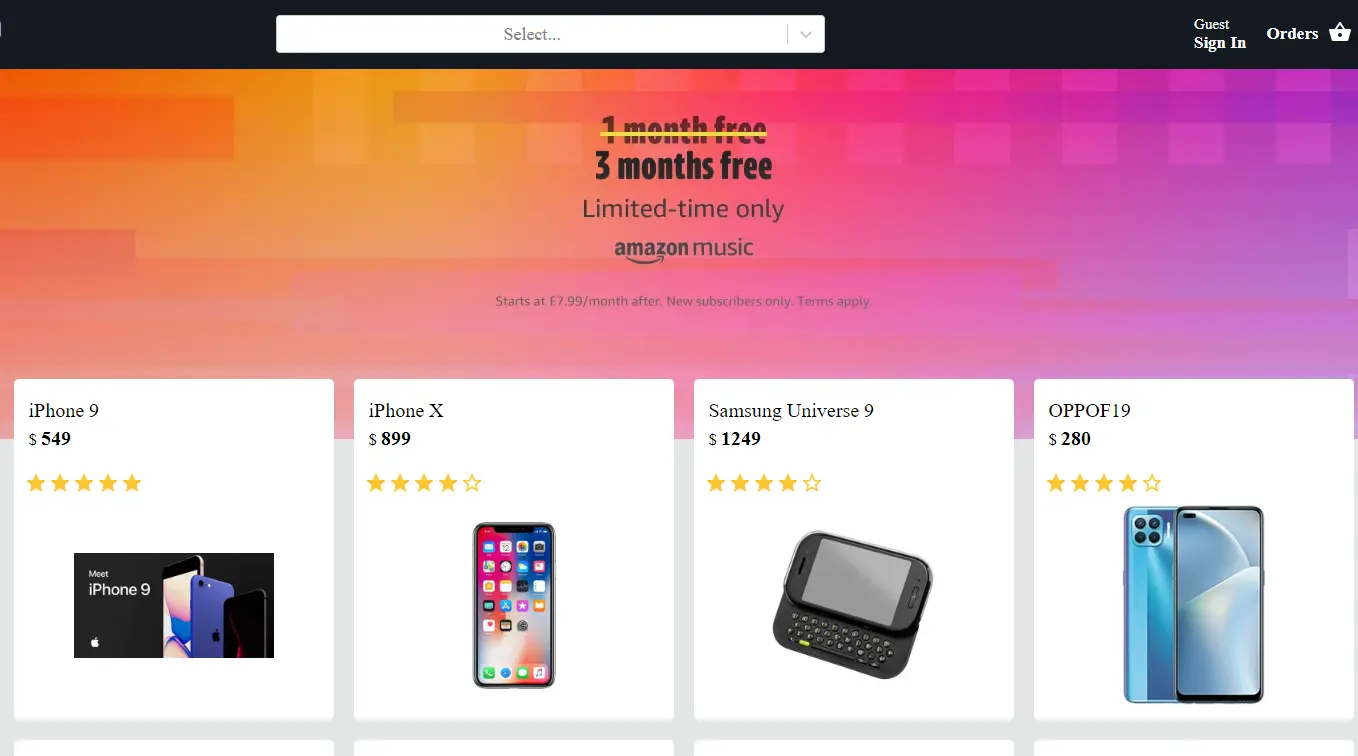 Select...
Guest
Sign In
Orders
1 month free
3 months free
Limited-time only
amazon music
Starts at £7.99/month after. New subscribers only. Terms apply.
iPhone 9
$ 549
iPhone X
$ 899
Samsung Universe 9
$ 1249
OPPOF19
$ 280
Meet
iPhone 9